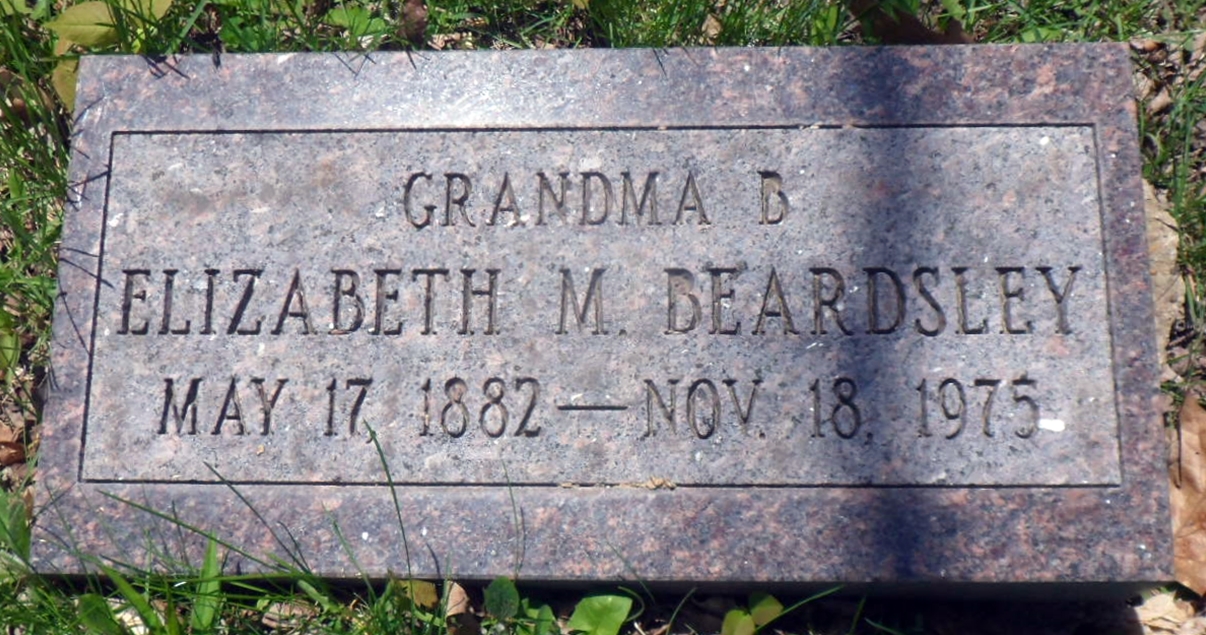 GRANDMA B
ELIZABETH M. BEARDSLEY
MAY 17, 1882 — NOV. 18, 1975